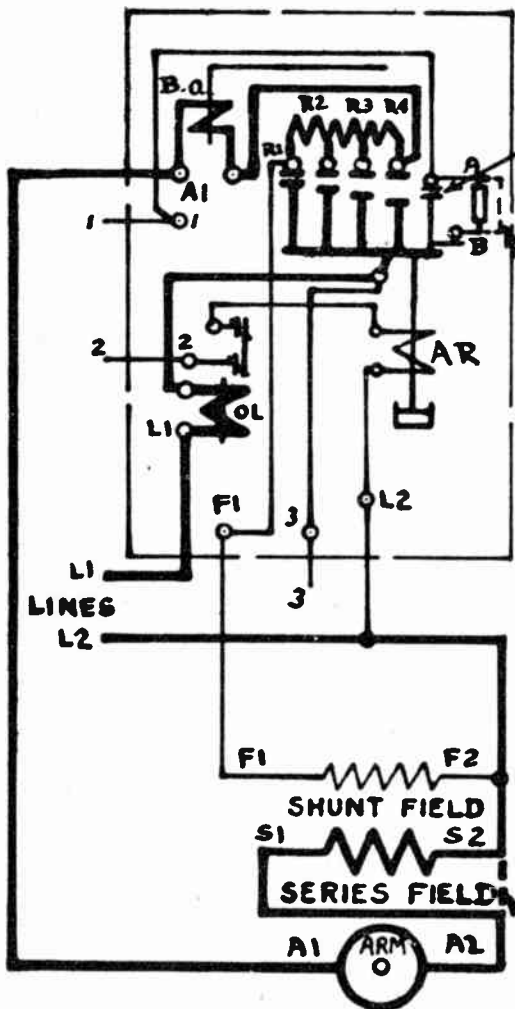 B.a.
R2 R3 R4
R1
A
A1
1 1
B
2 2
AR
OL
L1
F1 3 L2
L1
3
LINES
L2
F1 F2
SHUNT FIELD
S1 S2
SERIES FIELD
A1 ARM A2